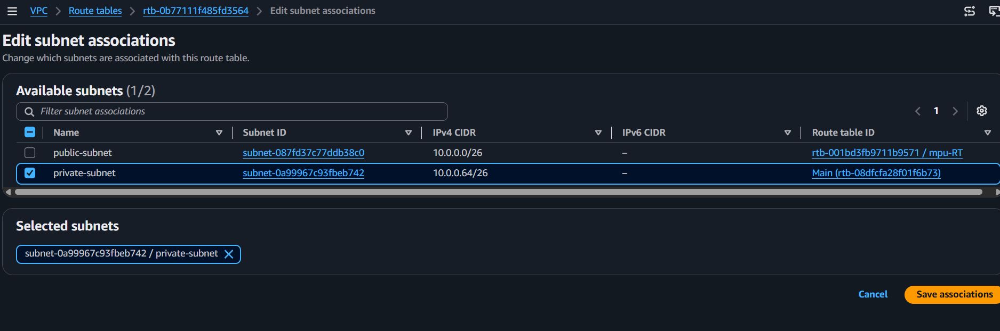 VPC > Route tables > rtb-0b77111f485fd3564 > Edit subnet associations
Edit subnet associations
Change which subnets are associated with this route table.
Available subnets (1/2)
Filter subnet associations
1
Name Subnet ID IPv4 CIDR IPv6 CIDR Route table ID
public-subnet subnet-087fd37c77ddb38c0 10.0.0.0/26 – rtb-001bd3fb9711b9571 / mpu-RT
private-subnet subnet-0a99967c93fbeb742 10.0.0.64/26 – Main (rtb-08dfcfa28f01f6b73)
Selected subnets
subnet-0a99967c93fbeb742 / private-subnet
Cancel Save associations